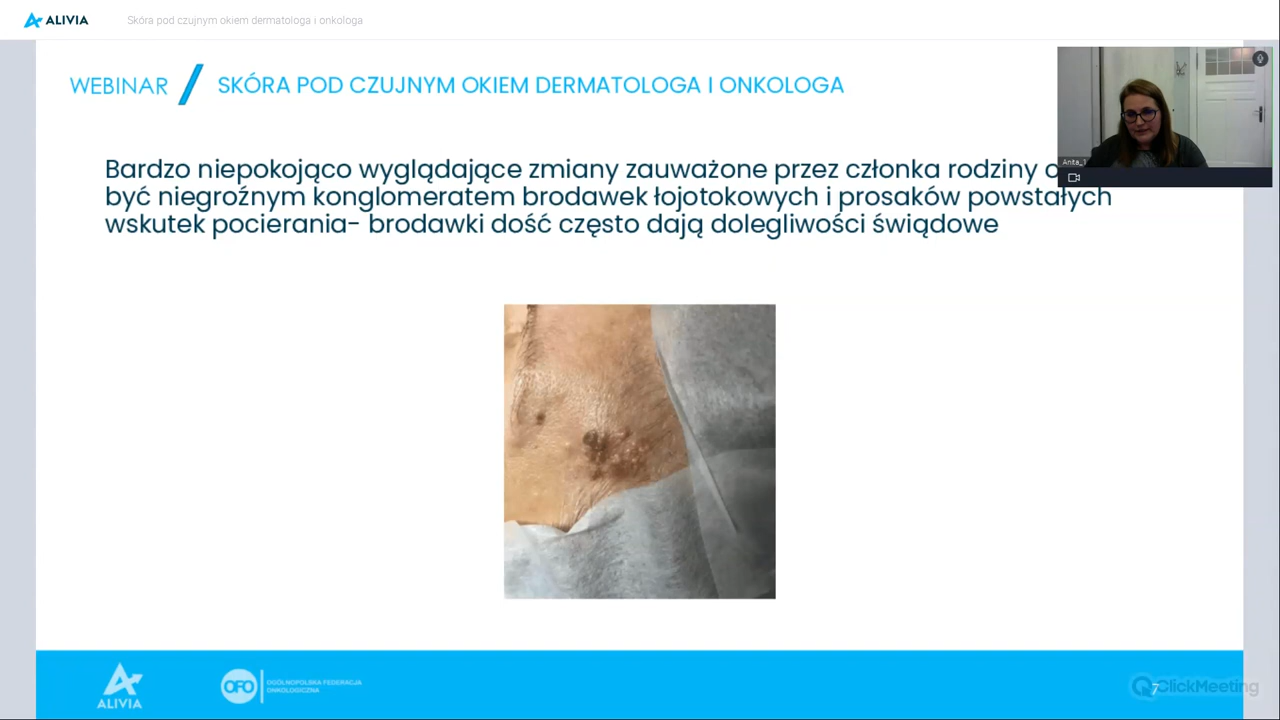 ALIVIA
Skóra pod czujnym okiem dermatologa i onkologa
WEBINAR
SKÓRA POD CZUJNYM OKIEM DERMATOLOGA I ONKOLOGA
Anita_1
Bardzo niepokojąco wyglądające zmiany zauważone przez członka rodziny
być niegroźnym konglomeratem brodawek łojotokowych i prosaków powstałych
wskutek pocierania- brodawki dość często dają dolegliwości świądowe
ALIVIA
OFO
OGÓLNOPOLSKA FEDERACJA
ONKOLOGICZNA
7
ClickMeeting